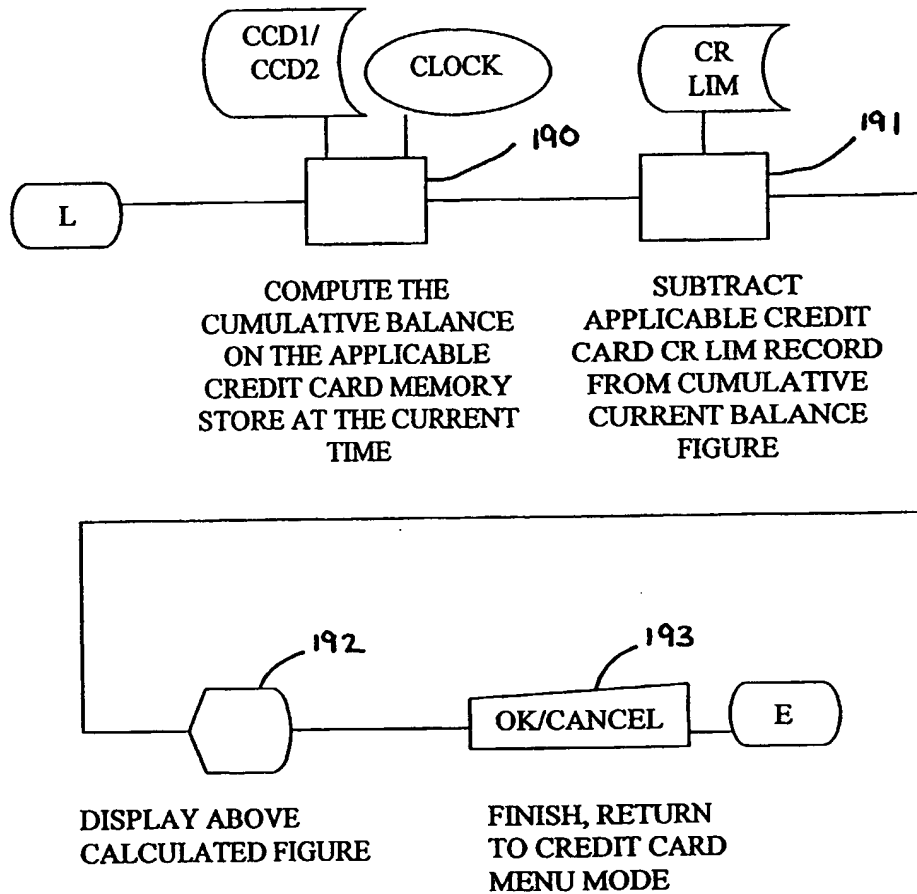 CCD1/
CCD2
CLOCK
CR
LIM
190
191
L
COMPUTE THE
CUMULATIVE BALANCE
ON THE APPLICABLE
CREDIT CARD MEMORY
STORE AT THE CURRENT
TIME
SUBTRACT
APPLICABLE CREDIT
CARD CR LIM RECORD
FROM CUMULATIVE
CURRENT BALANCE
FIGURE
192
193
OK/CANCEL
E
DISPLAY ABOVE
CALCULATED FIGURE
FINISH, RETURN
TO CREDIT CARD
MENU MODE